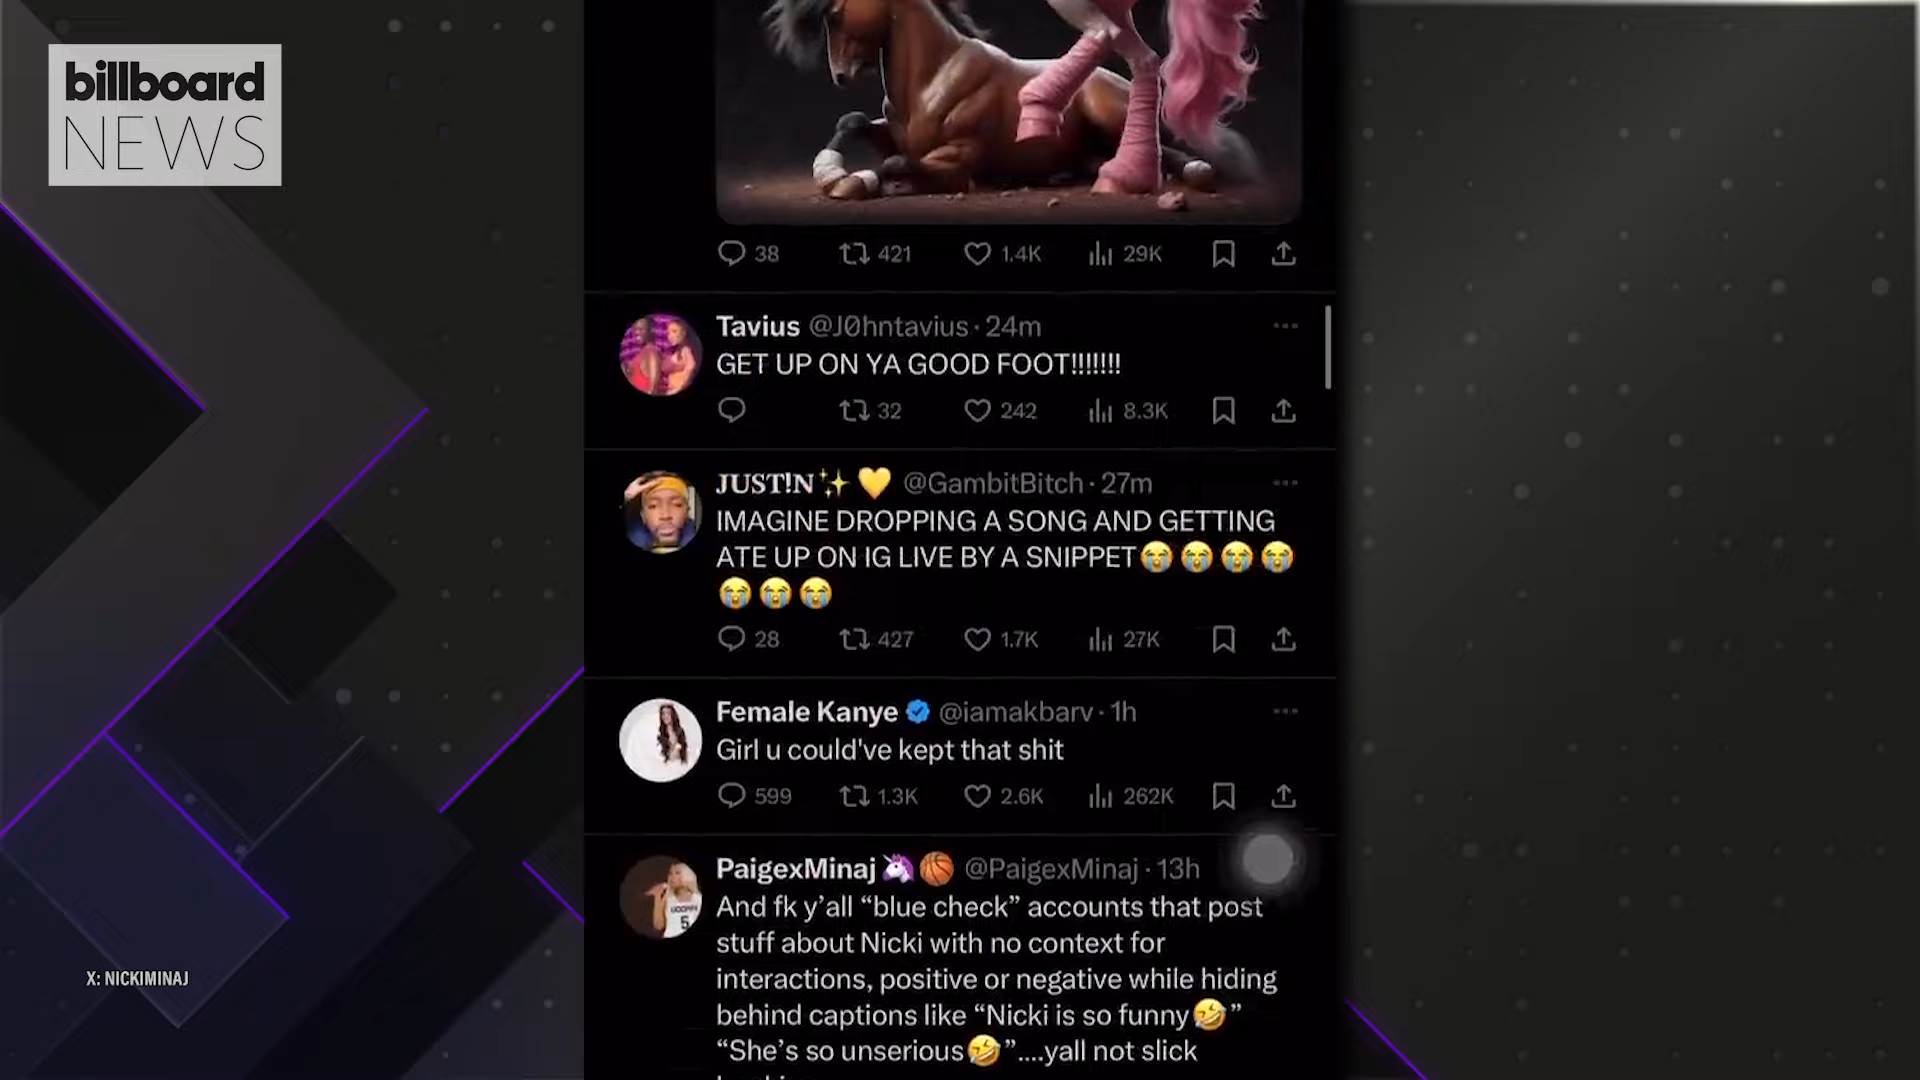 billboard
NEWS
38 421 1.4K 29K
Tavius @J0hntavius · 24m
GET UP ON YA GOOD FOOT!!!!!!!
32 242 8.3K
JUST!N✨💛 @GambitBitch · 27m
IMAGINE DROPPING A SONG AND GETTING
ATE UP ON IG LIVE BY A SNIPPET😭😭😭😭
😭😭😭
28 427 1.7K 27K
Female Kanye @iamakbarv · 1h
Girl u could've kept that shit
599 1.3K 2.6K 262K
PaigexMinaj🦄🏀 @PaigexMinaj · 13h
And fk y’all “blue check” accounts that post
stuff about Nicki with no context for
interactions, positive or negative while hiding
behind captions like “Nicki is so funny🤣”
“She’s so unserious🤣”....yall not slick
X: NICKIMINAJ